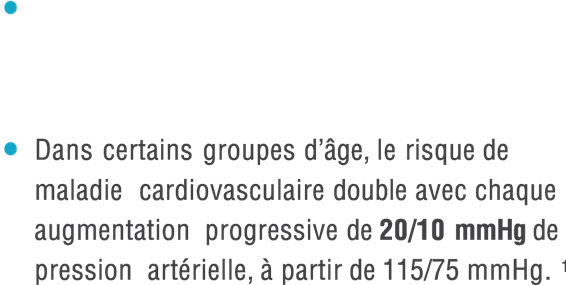 •
• Dans certains groupes d’âge, le risque de
maladie cardiovasculaire double avec chaque
augmentation progressive de 20/10 mmHg de
pression artérielle, à partir de 115/75 mmHg. ¹